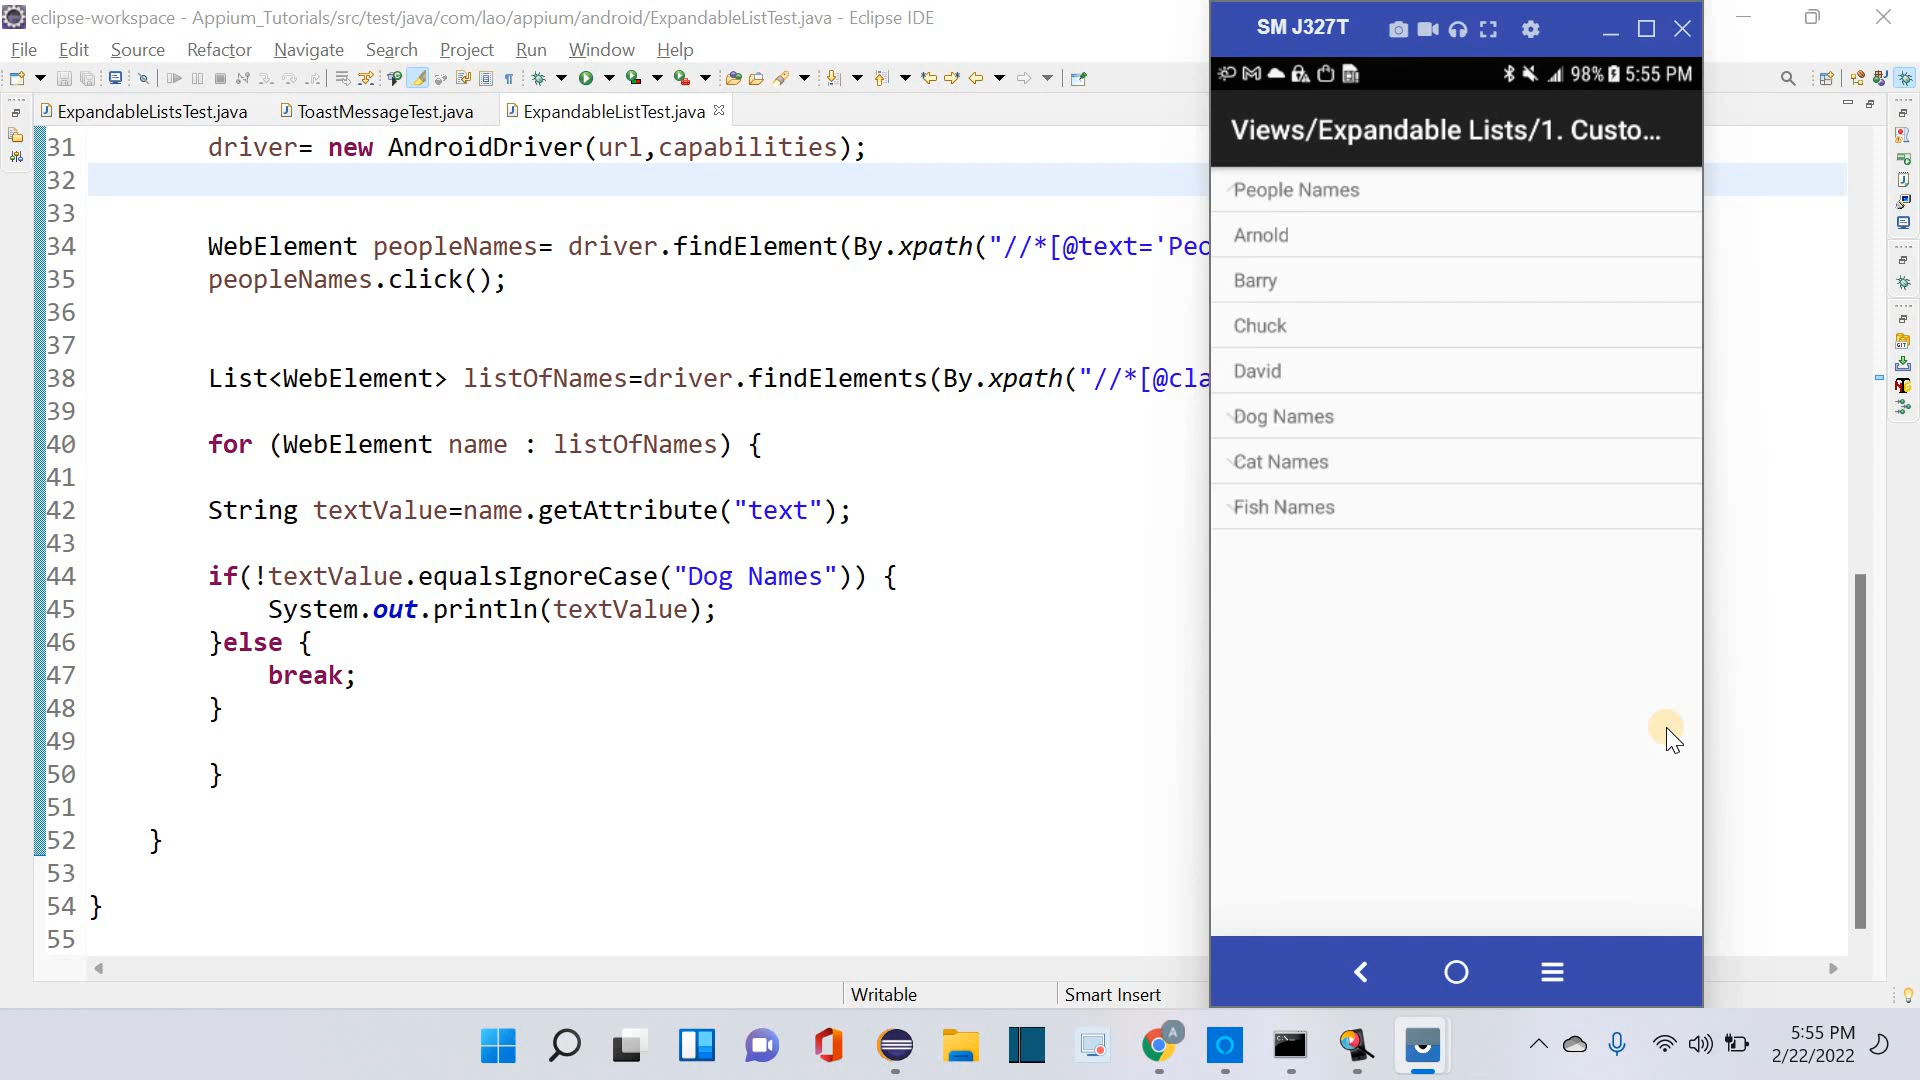 eclipse-workspace - Appium_Tutorials/src/test/java/com/lao/appium/android/ExpandableListTest.java - Eclipse IDE
File Edit Source Refactor Navigate Search Project Run Window Help
ExpandableListsTest.java ToastMessageTest.java ExpandableListTest.java
31 driver= new AndroidDriver(url,capabilities);
32
33
34 WebElement peopleNames= driver.findElement(By.xpath("//*[@text='Peo
35 peopleNames.click();
36
37
38 List<WebElement> listOfNames=driver.findElements(By.xpath("//*[@cla
39
40 for (WebElement name : listOfNames) {
41
42 String textValue=name.getAttribute("text");
43
44 if(!textValue.equalsIgnoreCase("Dog Names")) {
45 System.out.println(textValue);
46 }else {
47 break;
48 }
49
50 }
51
52 }
53
54 }
55
Writable Smart Insert
SM J327T
98% 5:55 PM
Views/Expandable Lists/1. Custo...
People Names
Arnold
Barry
Chuck
David
Dog Names
Cat Names
Fish Names
A
5:55 PM
2/22/2022